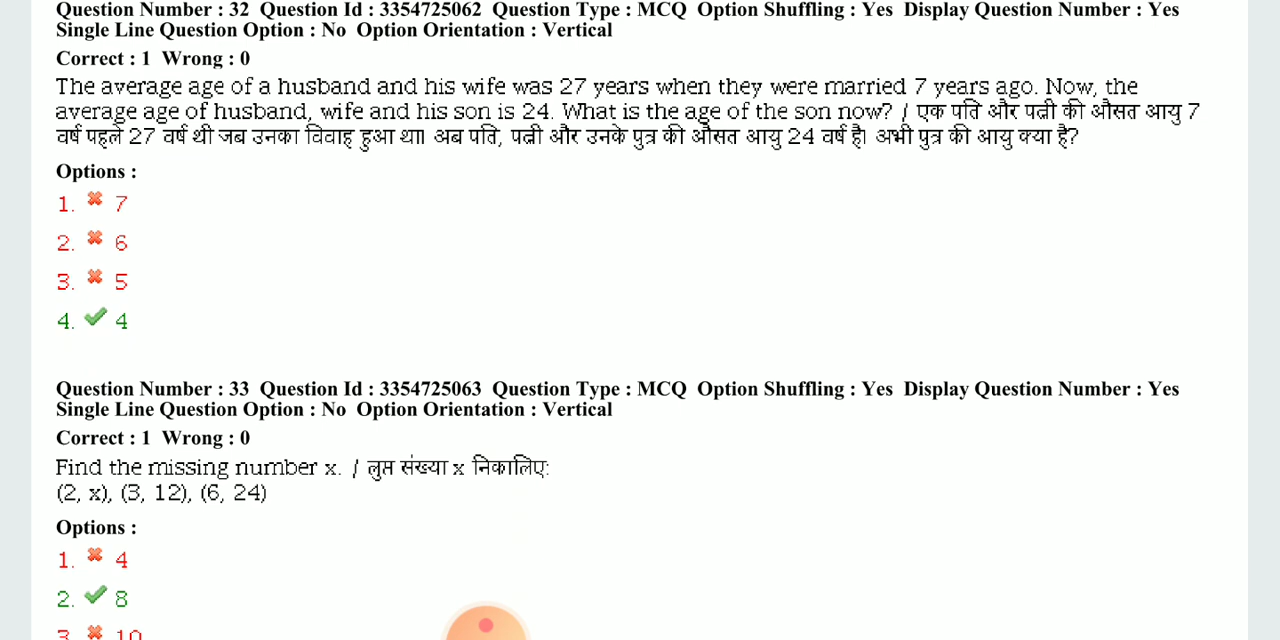 Question Number : 32 Question Id : 3354725062 Question Type : MCQ Option Shuffling : Yes Display Question Number : Yes
Single Line Question Option : No Option Orientation : Vertical
Correct : 1 Wrong : 0
The average age of a husband and his wife was 27 years when they were married 7 years ago. Now, the
average age of husband, wife and his son is 24. What is the age of the son now? / एक पति और पत्नी की औसत आयु 7
वर्ष पहले 27 वर्ष थी जब उनका विवाह हुआ था। अब पति, पत्नी और उनके पुत्र की औसत आयु 24 वर्ष है। अभी पुत्र की आयु क्या है?
Options :
1. 7
2. 6
3. 5
4. 4
Question Number : 33 Question Id : 3354725063 Question Type : MCQ Option Shuffling : Yes Display Question Number : Yes
Single Line Question Option : No Option Orientation : Vertical
Correct : 1 Wrong : 0
Find the missing number x. / लुप्त संख्या x निकालिए:
(2, x), (3, 12), (6, 24)
Options :
1. 4
2. 8
3. 10